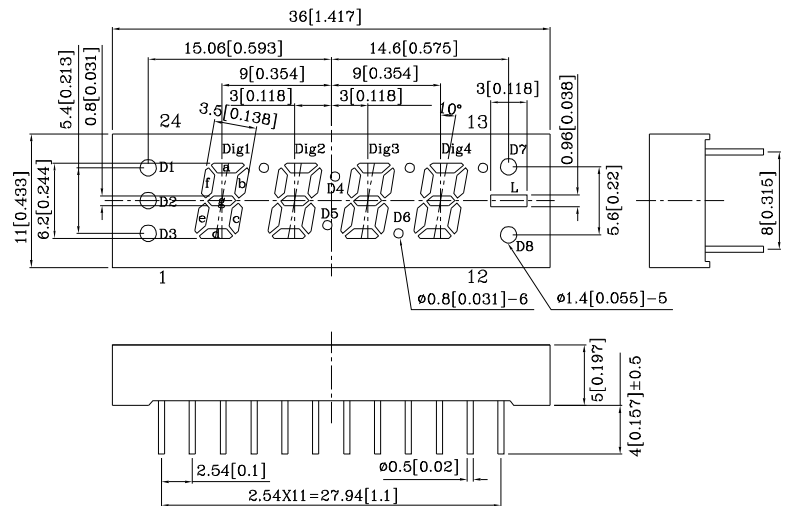 36[1.417]
15.06[0.593]
14.6[0.575]
9[0.354]
9[0.354]
3[0.118]
3[0.118]
3[0.118]
3.5[0.138]
10°
5.4[0.213]
0.8[0.031]
0.96[0.038]
24
13
Dig1
Dig2
Dig3
Dig4
D7
D1
a
f
b
D4
L
D2
g
D5
D6
e
c
D3
d
D8
11[0.433]
6.2[0.244]
5.6[0.22]
8[0.315]
1
12
ø0.8[0.031]-6
ø1.4[0.055]-5
5[0.197]
4[0.157]±0.5
2.54[0.1]
ø0.5[0.02]
2.54X11=27.94[1.1]